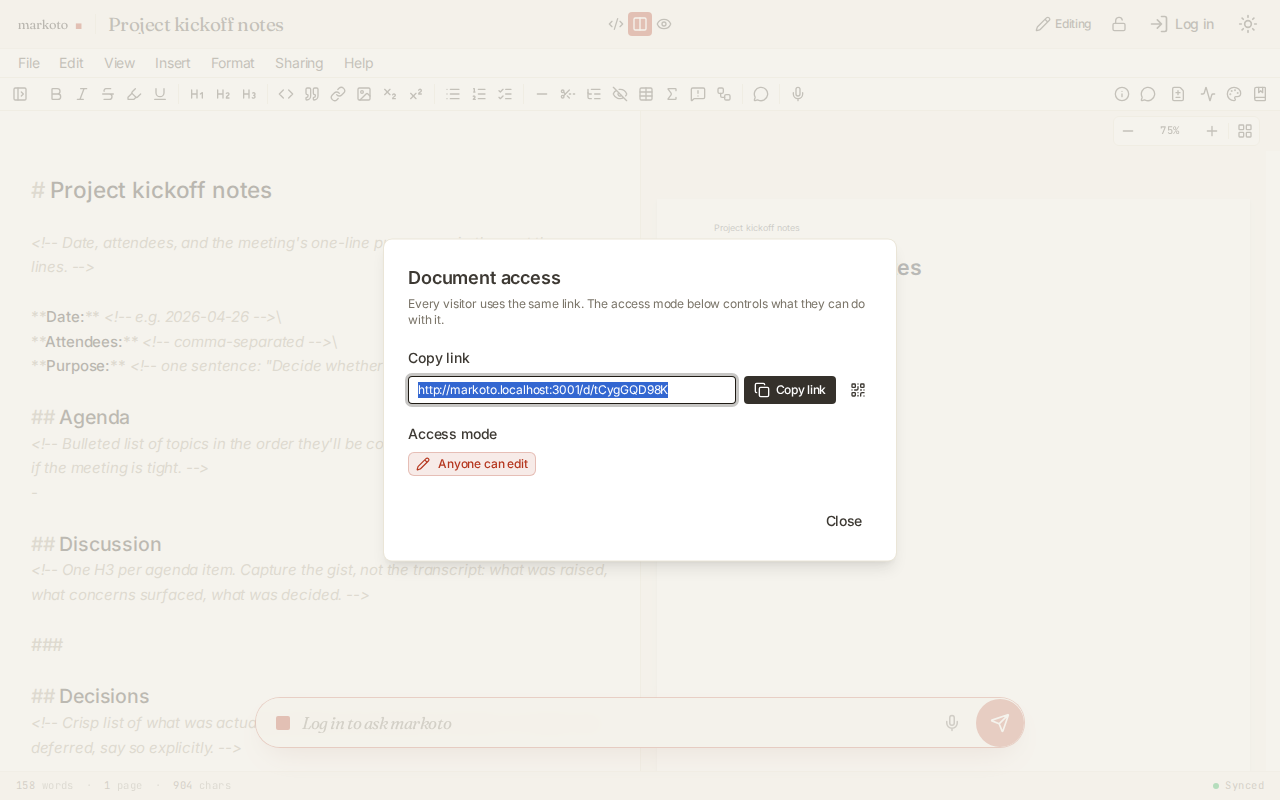 markoto
Project kickoff notes
Editing
Log in
File Edit View Insert Format Sharing Help
H1 H2 H3
75%
# Project kickoff notes
<!-- Date, attendees, and the meeting's one-line
lines. -->
**Date:** <!-- e.g. 2026-04-26 -->\
**Attendees:** <!-- comma-separated -->\
**Purpose:** <!-- one sentence: "Decide whether
## Agenda
<!-- Bulleted list of topics in the order they'll be
if the meeting is tight. -->
-
## Discussion
<!-- One H3 per agenda item. Capture the gist, not the transcript: what was raised,
what concerns surfaced, what was decided. -->
###
## Decisions
<!-- Crisp list of what was
deferred, say so explicitly. -->
Project kickoff notes
Document access
Every visitor uses the same link. The access mode below controls what they can do
with it.
Copy link
http://markoto.localhost:3001/d/tCygGQD98K
Copy link
Access mode
Anyone can edit
Close
Log in to ask markoto
158 words · 1 page · 904 chars
Synced